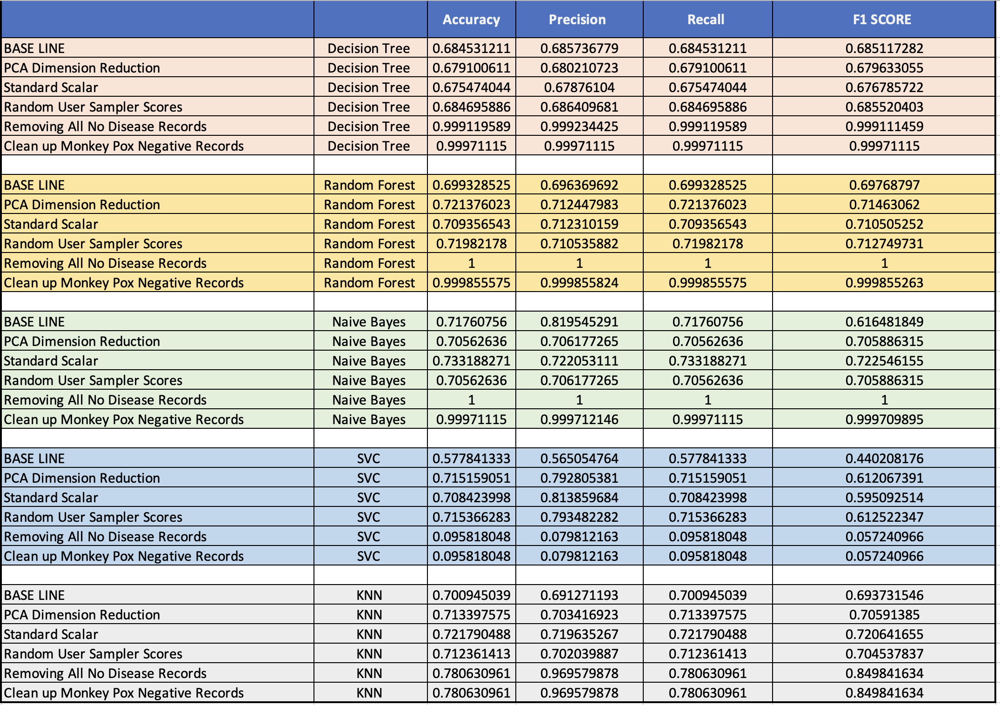 Accuracy Precision Recall F1 SCORE
BASE LINE Decision Tree 0.684531211 0.685736779 0.684531211 0.685117282
PCA Dimension Reduction Decision Tree 0.679100611 0.680210723 0.679100611 0.679633055
Standard Scalar Decision Tree 0.675474044 0.67876104 0.675474044 0.676785722
Random User Sampler Scores Decision Tree 0.684695886 0.686409681 0.684695886 0.685520403
Removing All No Disease Records Decision Tree 0.999119589 0.999234425 0.999119589 0.999111459
Clean up Monkey Pox Negative Records Decision Tree 0.99971115 0.99971115 0.99971115 0.99971115
BASE LINE Random Forest 0.699328525 0.696369692 0.699328525 0.69768797
PCA Dimension Reduction Random Forest 0.721376023 0.712447983 0.721376023 0.71463062
Standard Scalar Random Forest 0.709356543 0.712310159 0.709356543 0.710505252
Random User Sampler Scores Random Forest 0.71982178 0.710535882 0.71982178 0.712749731
Removing All No Disease Records Random Forest 1 1 1 1
Clean up Monkey Pox Negative Records Random Forest 0.999855575 0.999855824 0.999855575 0.999855263
BASE LINE Naive Bayes 0.71760756 0.819545291 0.71760756 0.616481849
PCA Dimension Reduction Naive Bayes 0.70562636 0.706177265 0.70562636 0.705886315
Standard Scalar Naive Bayes 0.733188271 0.722053111 0.733188271 0.722546155
Random User Sampler Scores Naive Bayes 0.70562636 0.706177265 0.70562636 0.705886315
Removing All No Disease Records Naive Bayes 1 1 1 1
Clean up Monkey Pox Negative Records Naive Bayes 0.99971115 0.999712146 0.99971115 0.999709895
BASE LINE SVC 0.577841333 0.565054764 0.577841333 0.440208176
PCA Dimension Reduction SVC 0.715159051 0.792805381 0.715159051 0.612067391
Standard Scalar SVC 0.708423998 0.813859684 0.708423998 0.595092514
Random User Sampler Scores SVC 0.715366283 0.793482282 0.715366283 0.612522347
Removing All No Disease Records SVC 0.095818048 0.079812163 0.095818048 0.057240966
Clean up Monkey Pox Negative Records SVC 0.095818048 0.079812163 0.095818048 0.057240966
BASE LINE KNN 0.700945039 0.691271193 0.700945039 0.693731546
PCA Dimension Reduction KNN 0.713397575 0.703416923 0.713397575 0.70591385
Standard Scalar KNN 0.721790488 0.719635267 0.721790488 0.720641655
Random User Sampler Scores KNN 0.712361413 0.702039887 0.712361413 0.704537837
Removing All No Disease Records KNN 0.780630961 0.969579878 0.780630961 0.849841634
Clean up Monkey Pox Negative Records KNN 0.780630961 0.969579878 0.780630961 0.849841634